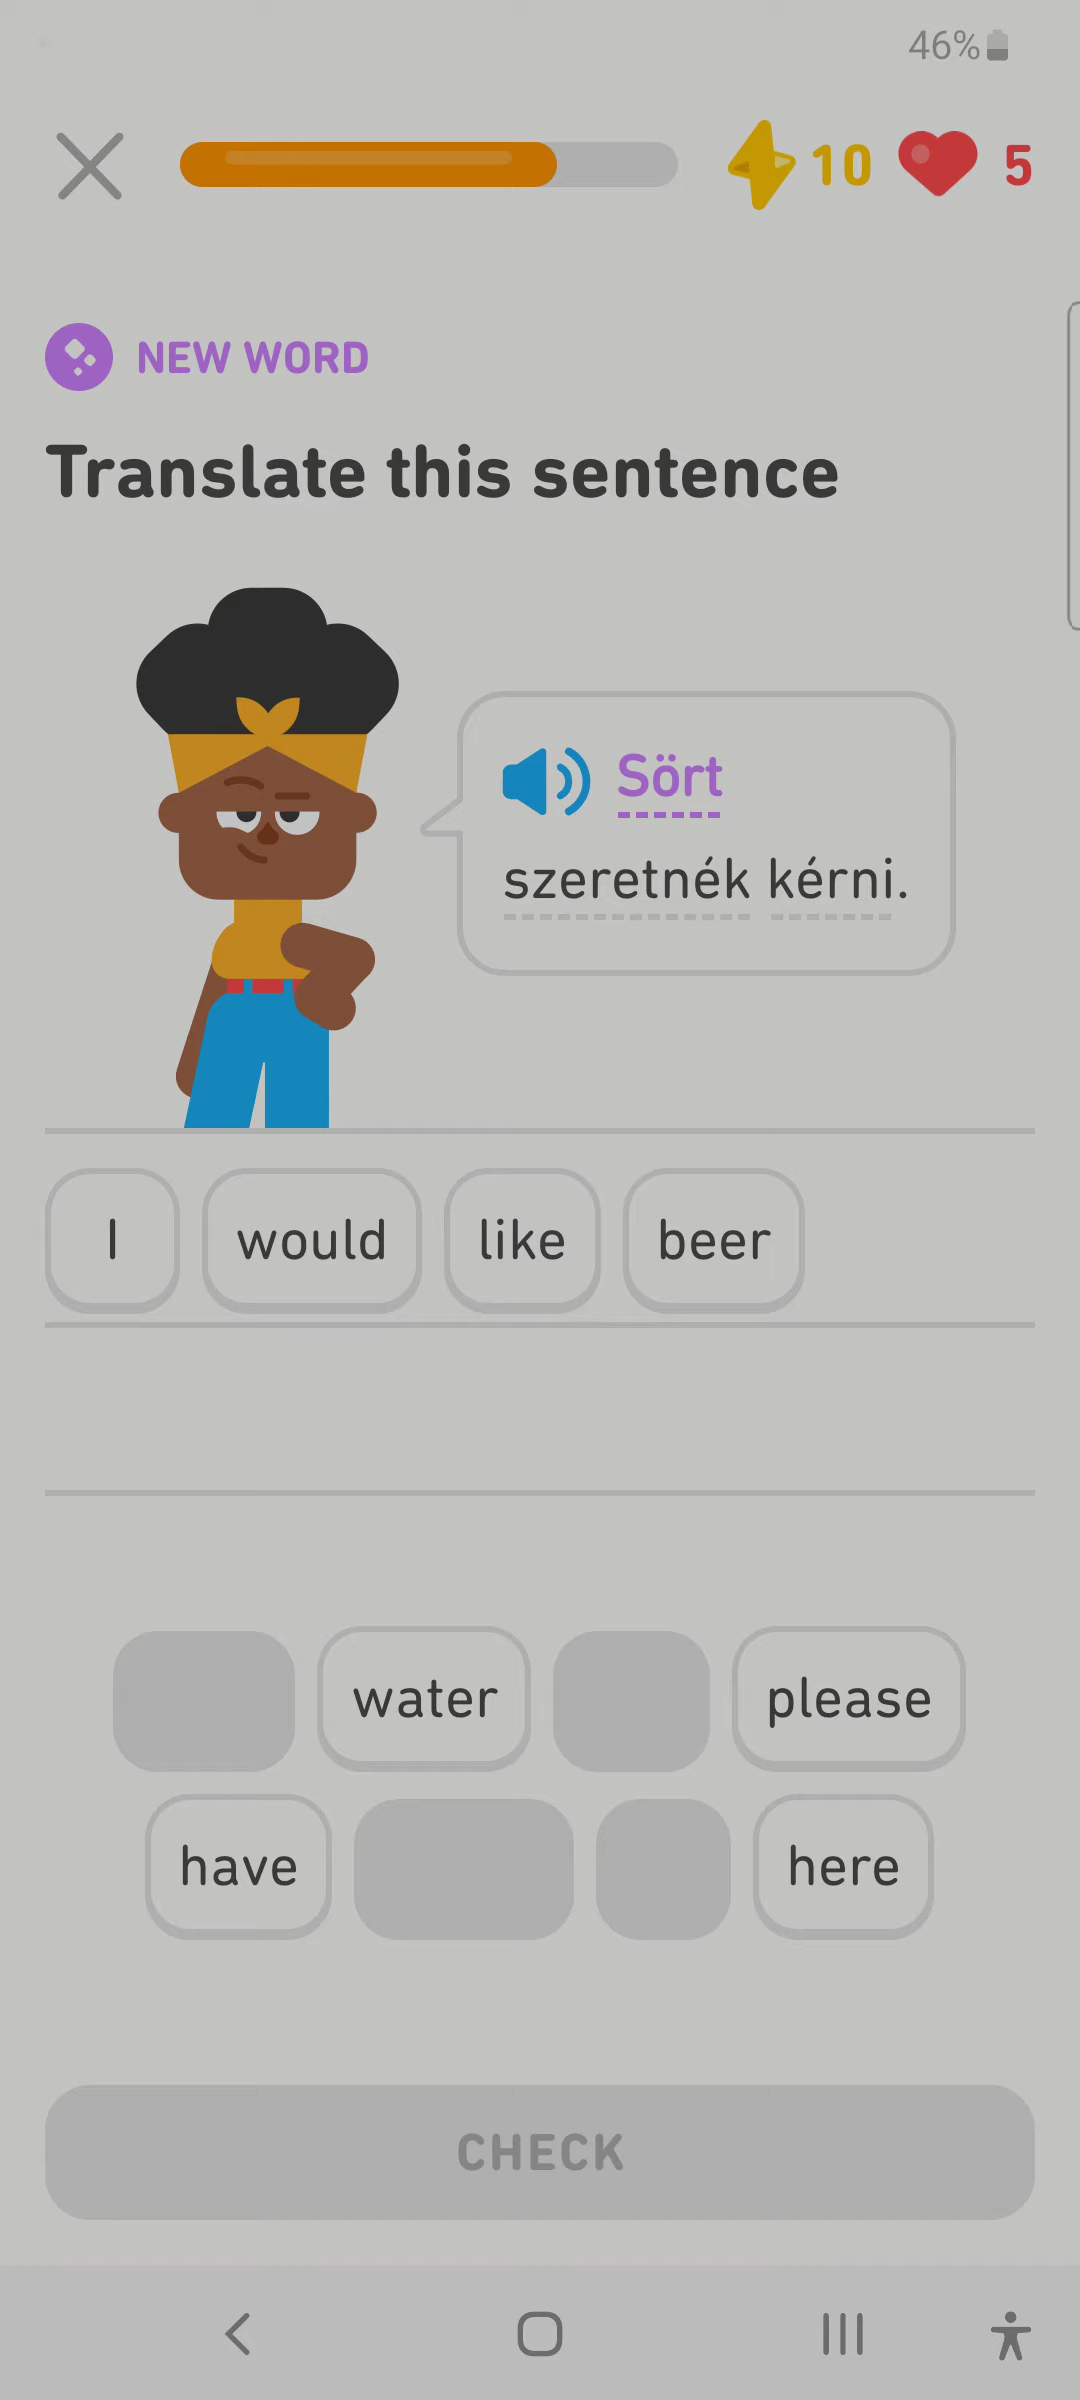 46%
10 5
NEW WORD
Translate this sentence
Sört
szeretnék kérni.
I would like beer
water please
have here
CHECK